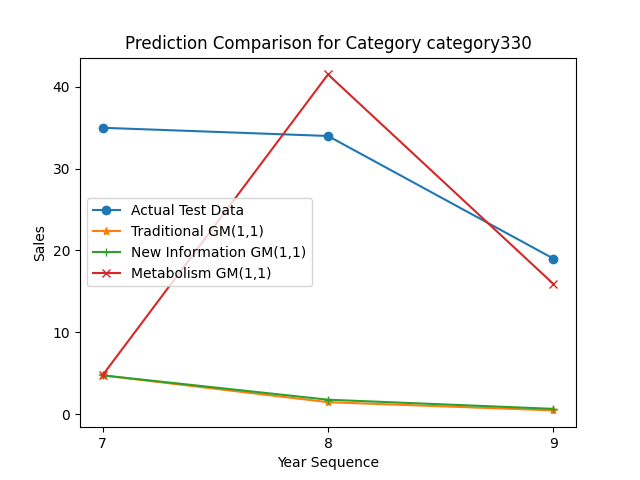 Prediction Comparison for Category category330
Sales
40
30
20
10
0
Actual Test Data
Traditional GM(1,1)
New Information GM(1,1)
Metabolism GM(1,1)
7
8
9
Year Sequence